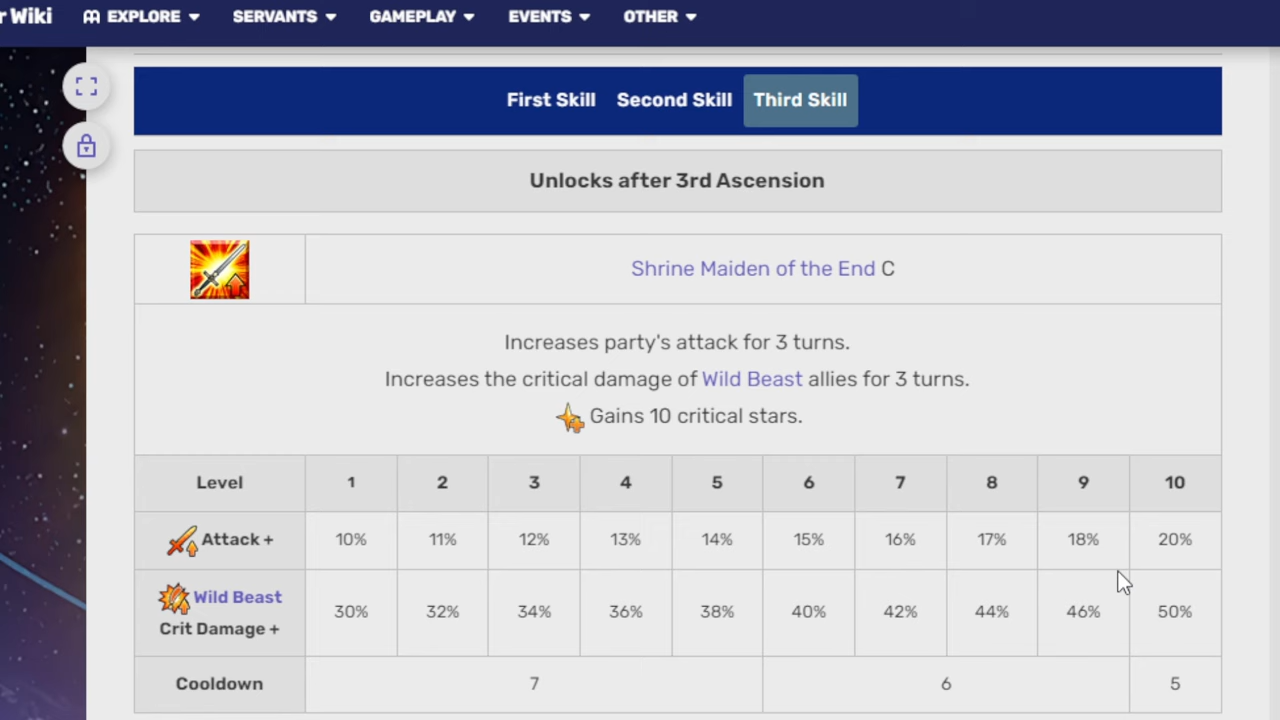 r Wiki EXPLORE SERVANTS GAMEPLAY EVENTS OTHER
First Skill Second Skill Third Skill
Unlocks after 3rd Ascension
Shrine Maiden of the End C
Increases party's attack for 3 turns.
Increases the critical damage of Wild Beast allies for 3 turns.
Gains 10 critical stars.
Level 1 2 3 4 5 6 7 8 9 10
Attack + 10% 11% 12% 13% 14% 15% 16% 17% 18% 20%
Wild Beast
Crit Damage + 30% 32% 34% 36% 38% 40% 42% 44% 46% 50%
Cooldown 7 6 5